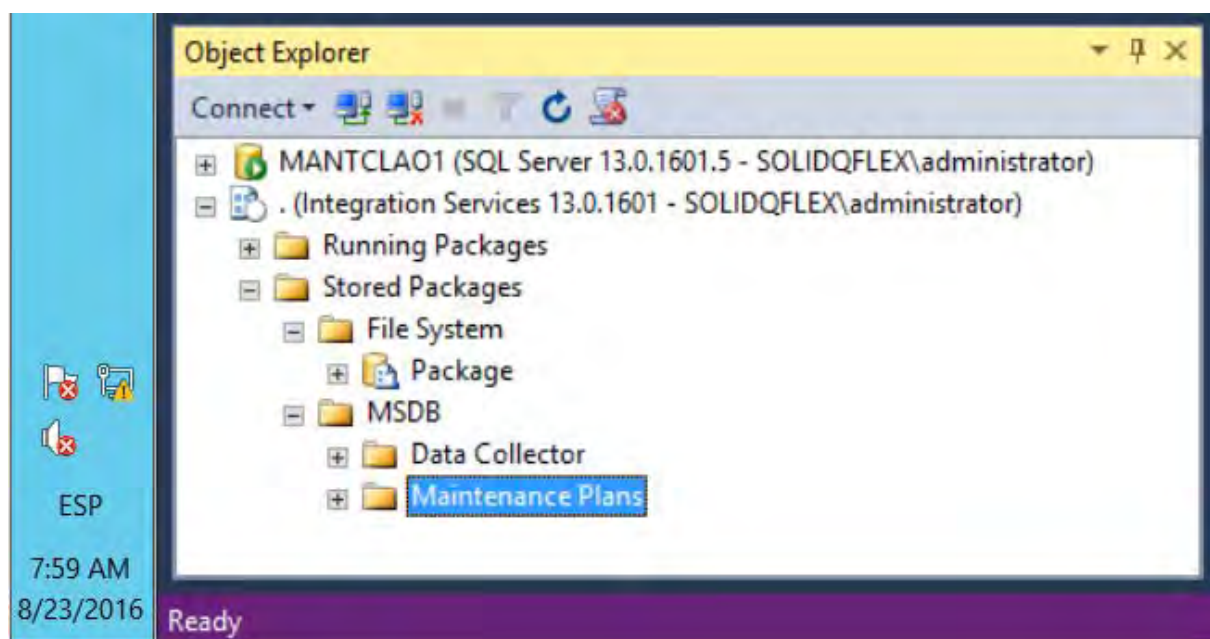 Object Explorer
Connect
MANTCLAO1 (SQL Server 13.0.1601.5 - SOLIDQFLEX\administrator)
. (Integration Services 13.0.1601 - SOLIDQFLEX\administrator)
Running Packages
Stored Packages
File System
Package
MSDB
Data Collector
Maintenance Plans
ESP
7:59 AM
8/23/2016
Ready